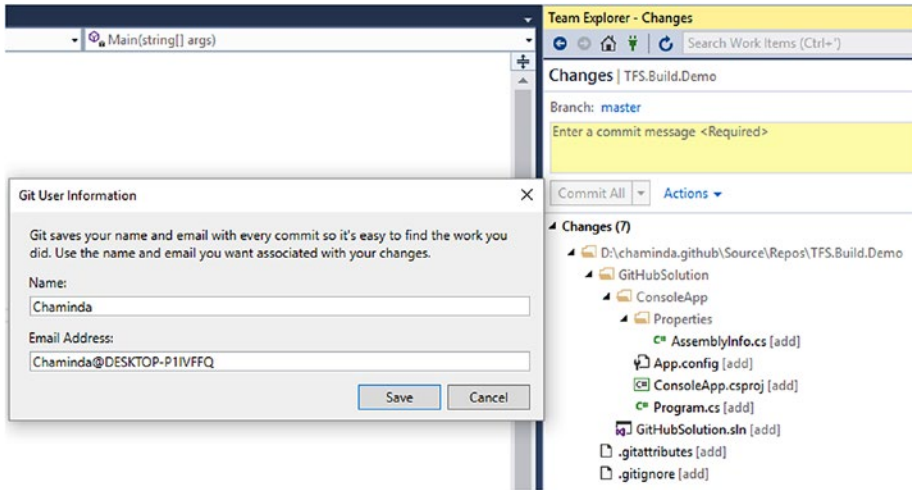 Main(string[] args)
Git User Information
Git saves your name and email with every commit so it's easy to find the work you
did. Use the name and email you want associated with your changes.
Name:
Chaminda
Email Address:
Chaminda@DESKTOP-P1IVFFQ
Save Cancel
Team Explorer - Changes
Search Work Items (Ctrl+')
Changes | TFS.Build.Demo
Branch: master
Enter a commit message <Required>
Commit All Actions
Changes (7)
D:\chaminda.github\Source\Repos\TFS.Build.Demo
GitHubSolution
ConsoleApp
Properties
C# AssemblyInfo.cs [add]
App.config [add]
C# ConsoleApp.csproj [add]
C# Program.cs [add]
GitHubSolution.sln [add]
.gitattributes [add]
.gitignore [add]